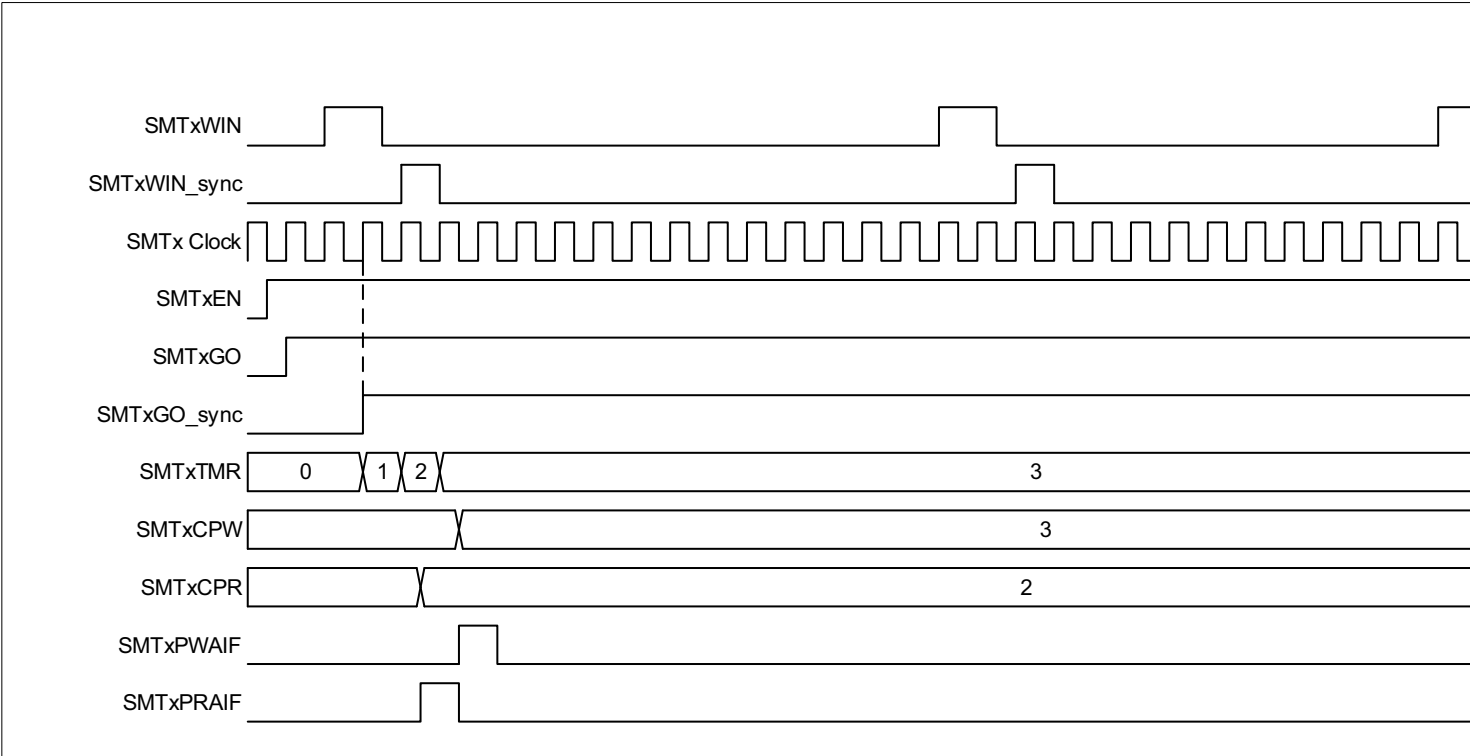 SMTxWIN
SMTxWIN_sync
SMTx Clock
SMTxEN
SMTxGO
SMTxGO_sync
SMTxTMR 0 1 2 3
SMTxCPW 3
SMTxCPR 2
SMTxPWAIF
SMTxPRAIF